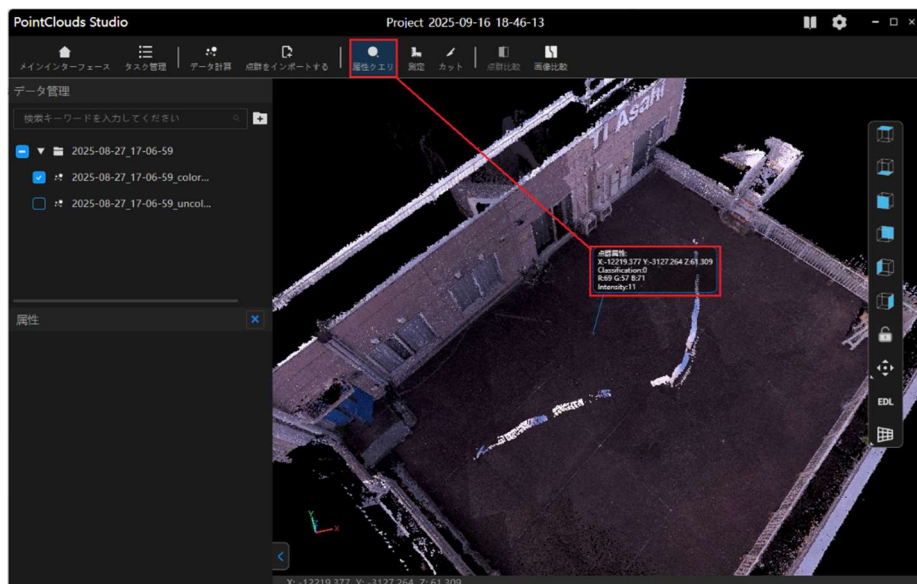 PointClouds Studio
Project 2025-09-16 18-46-13
メインインターフェース
タスク管理
データ計算
点群をインポートする
属性クエリ
測定
カット
点群比較
画像比較
データ管理
検索キーワードを入力してください
2025-08-27_17-06-59
2025-08-27_17-06-59_color...
2025-08-27_17-06-59_uncol...
属性
TI Asahi
点群属性:
X:-12219.377 Y:-3127.264 Z:61.309
Classification:0
R:69 G:57 B:71
Intensity:11
EDL
Y
X
X: -12219.377 Y: -3127.264 Z: 61.309